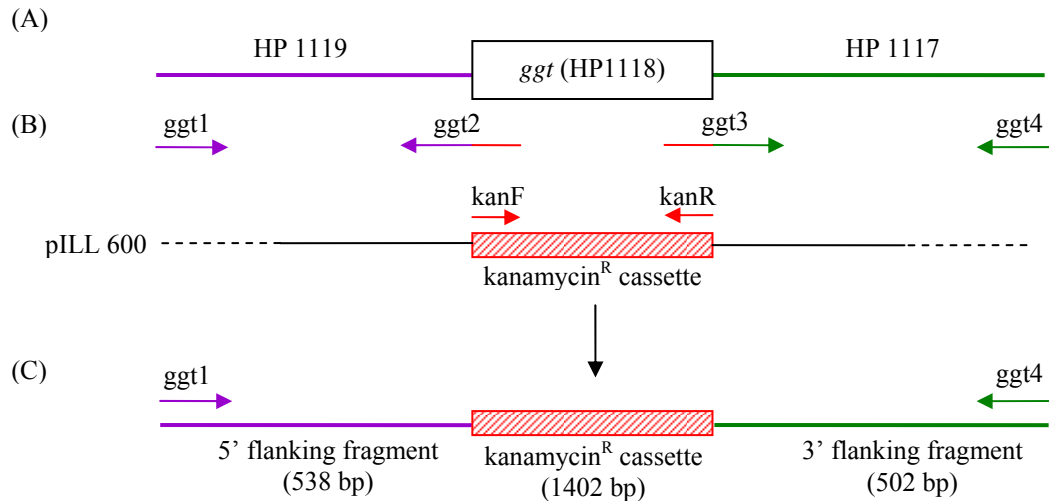 (A)
HP 1119
ggt (HP1118)
HP 1117
(B)
ggt1
ggt2
ggt3
ggt4
kanF
kanR
pILL 600
kanamycinᴿ cassette
(C)
ggt1
ggt4
5’ flanking fragment
(538 bp)
kanamycinᴿ cassette
(1402 bp)
3’ flanking fragment
(502 bp)